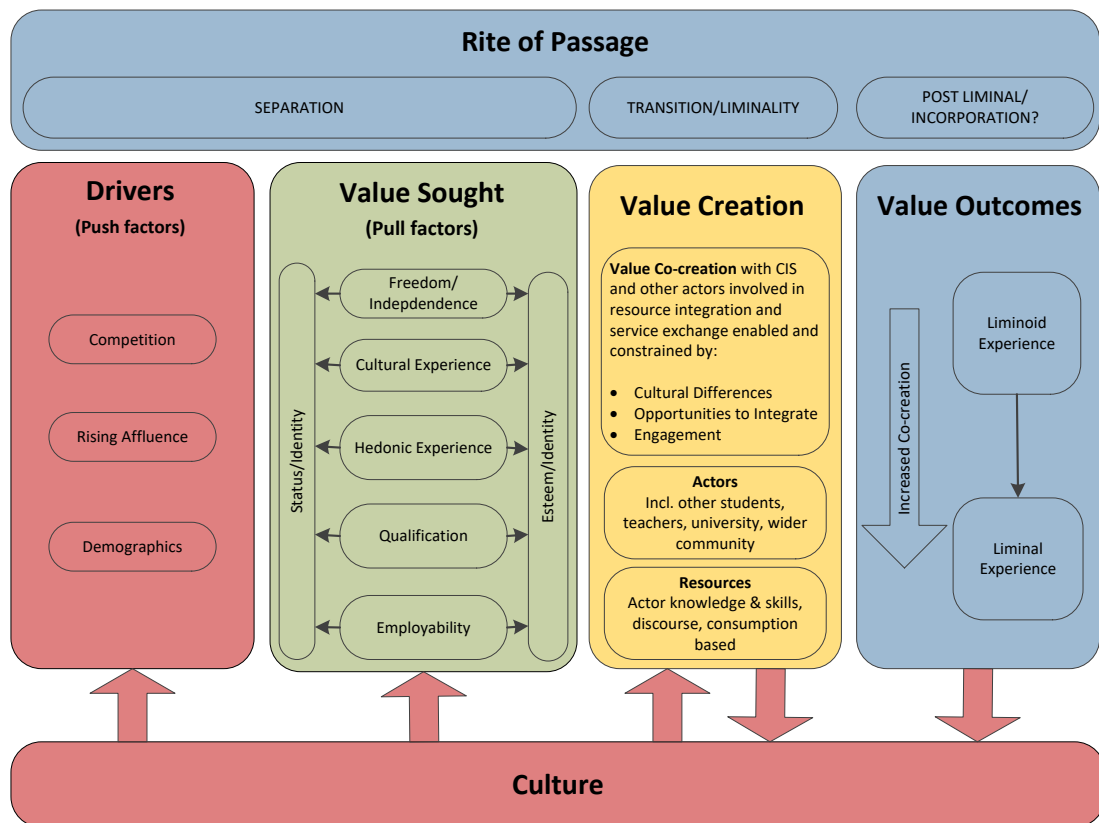 Rite of Passage
SEPARATION
TRANSITION/LIMINALITY
POST LIMINAL/
INCORPORATION?
Drivers
(Push factors)
Competition
Rising Affluence
Demographics
Value Sought
(Pull factors)
Status/Identity
Freedom/
Indepdendence
Cultural Experience
Hedonic Experience
Qualification
Employability
Esteem/Identity
Value Creation
Value Co-creation with CIS
and other actors involved in
resource integration and
service exchange enabled and
constrained by:
• Cultural Differences
• Opportunities to Integrate
• Engagement
Actors
Incl. other students,
teachers, university, wider
community
Resources
Actor knowledge & skills,
discourse, consumption
based
Value Outcomes
Increased Co-creation
Liminoid
Experience
Liminal
Experience
Culture